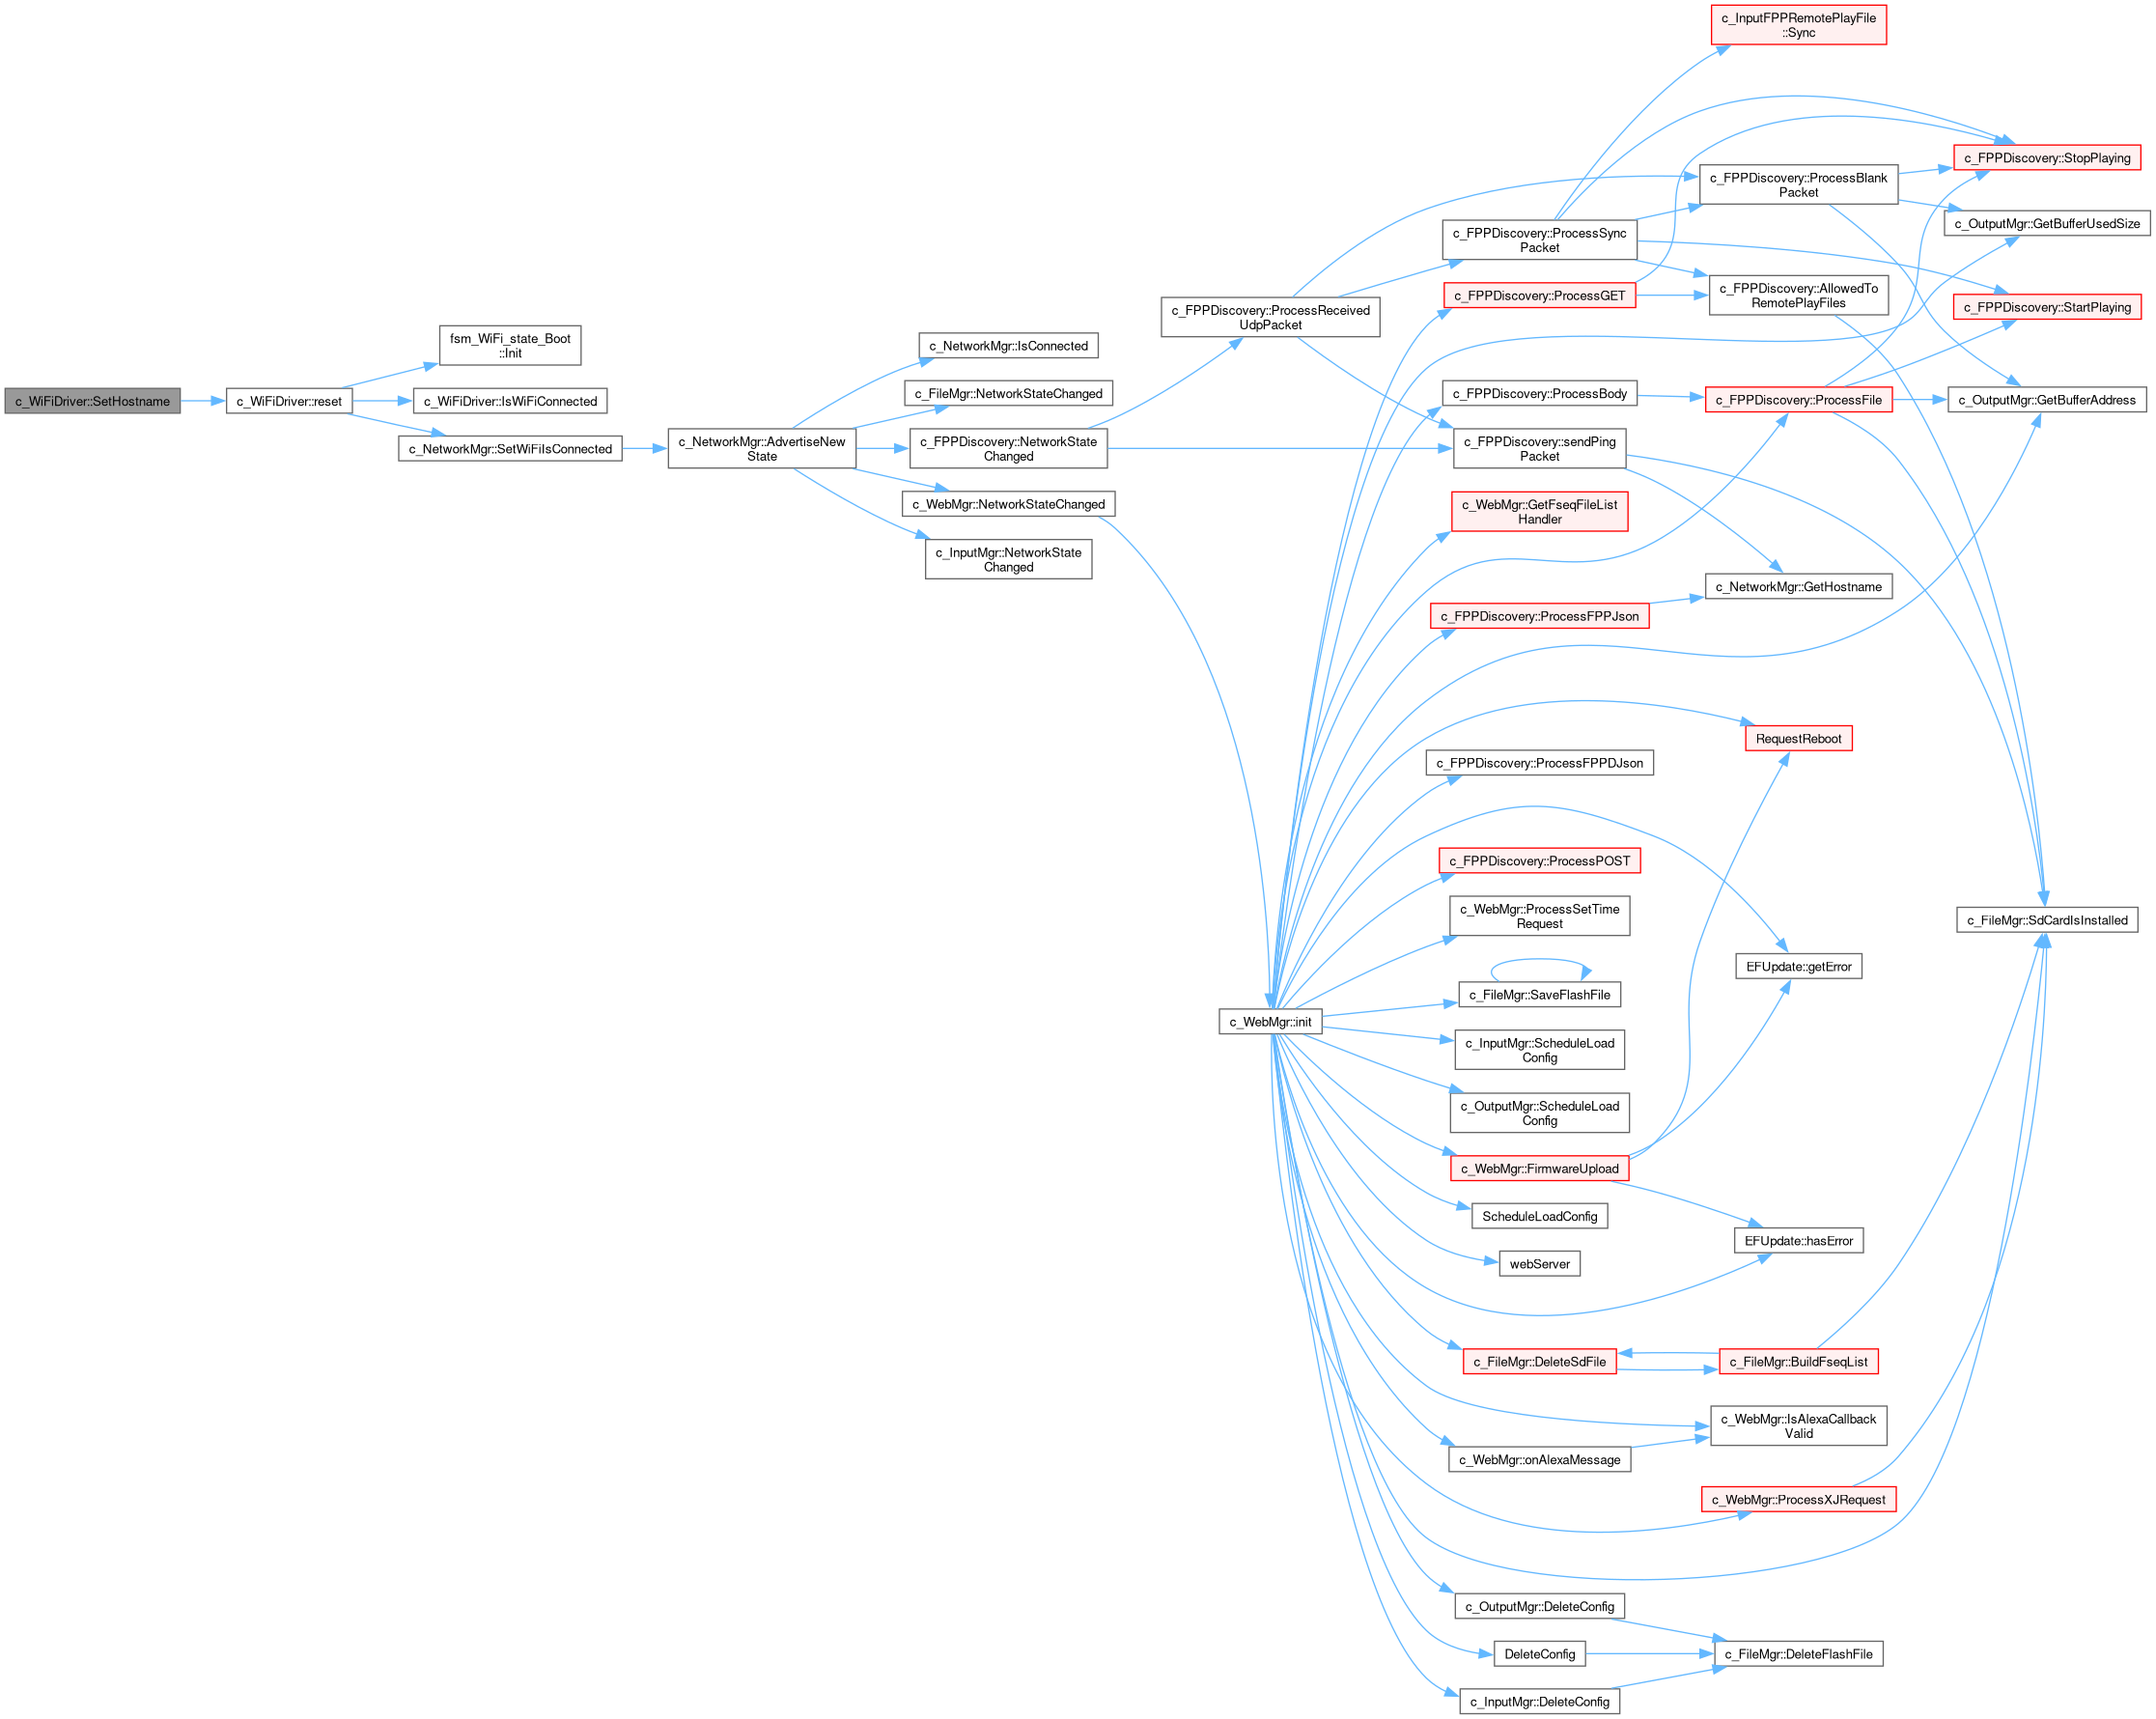 c_WiFiDriver::SetHostname
c_WiFiDriver::reset
fsm_WiFi_state_Boot
::Init
c_WiFiDriver::IsWiFiConnected
c_NetworkMgr::SetWiFiIsConnected
c_NetworkMgr::AdvertiseNew
State
c_NetworkMgr::IsConnected
c_FileMgr::NetworkStateChanged
c_FPPDiscovery::NetworkState
Changed
c_WebMgr::NetworkStateChanged
c_InputMgr::NetworkState
Changed
c_FPPDiscovery::ProcessReceived
UdpPacket
c_WebMgr::init
c_FPPDiscovery::ProcessSync
Packet
c_FPPDiscovery::ProcessGET
c_FPPDiscovery::ProcessBody
c_FPPDiscovery::sendPing
Packet
c_WebMgr::GetFseqFileList
Handler
c_FPPDiscovery::ProcessFPPJson
c_FPPDiscovery::ProcessFPPDJson
c_FPPDiscovery::ProcessPOST
c_WebMgr::ProcessSetTime
Request
c_FileMgr::SaveFlashFile
c_InputMgr::ScheduleLoad
Config
c_OutputMgr::ScheduleLoad
Config
c_WebMgr::FirmwareUpload
ScheduleLoadConfig
webServer
c_FileMgr::DeleteSdFile
c_WebMgr::onAlexaMessage
c_OutputMgr::DeleteConfig
DeleteConfig
c_InputMgr::DeleteConfig
c_InputFPPRemotePlayFile
::Sync
c_FPPDiscovery::ProcessBlank
Packet
c_FPPDiscovery::AllowedTo
RemotePlayFiles
c_FPPDiscovery::ProcessFile
c_NetworkMgr::GetHostname
RequestReboot
EFUpdate::getError
EFUpdate::hasError
c_FileMgr::BuildFseqList
c_WebMgr::IsAlexaCallback
Valid
c_WebMgr::ProcessXJRequest
c_FileMgr::DeleteFlashFile
c_FPPDiscovery::StopPlaying
c_OutputMgr::GetBufferUsedSize
c_FPPDiscovery::StartPlaying
c_OutputMgr::GetBufferAddress
c_FileMgr::SdCardIsInstalled